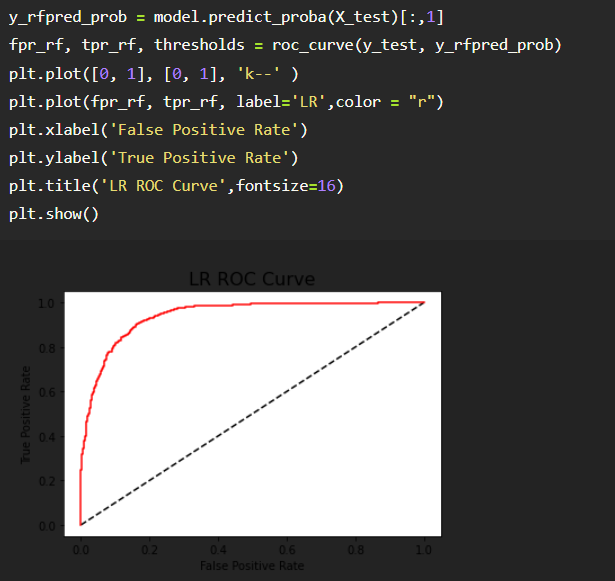 y_rfpred_prob = model.predict_proba(X_test)[:,1]
fpr_rf, tpr_rf, thresholds = roc_curve(y_test, y_rfpred_prob)
plt.plot([0, 1], [0, 1], 'k--' )
plt.plot(fpr_rf, tpr_rf, label='LR',color = "r")
plt.xlabel('False Positive Rate')
plt.ylabel('True Positive Rate')
plt.title('LR ROC Curve',fontsize=16)
plt.show()
LR ROC Curve
True Positive Rate
1.0
0.8
0.6
0.4
0.2
0.0
0.0 0.2 0.4 0.6 0.8 1.0
False Positive Rate